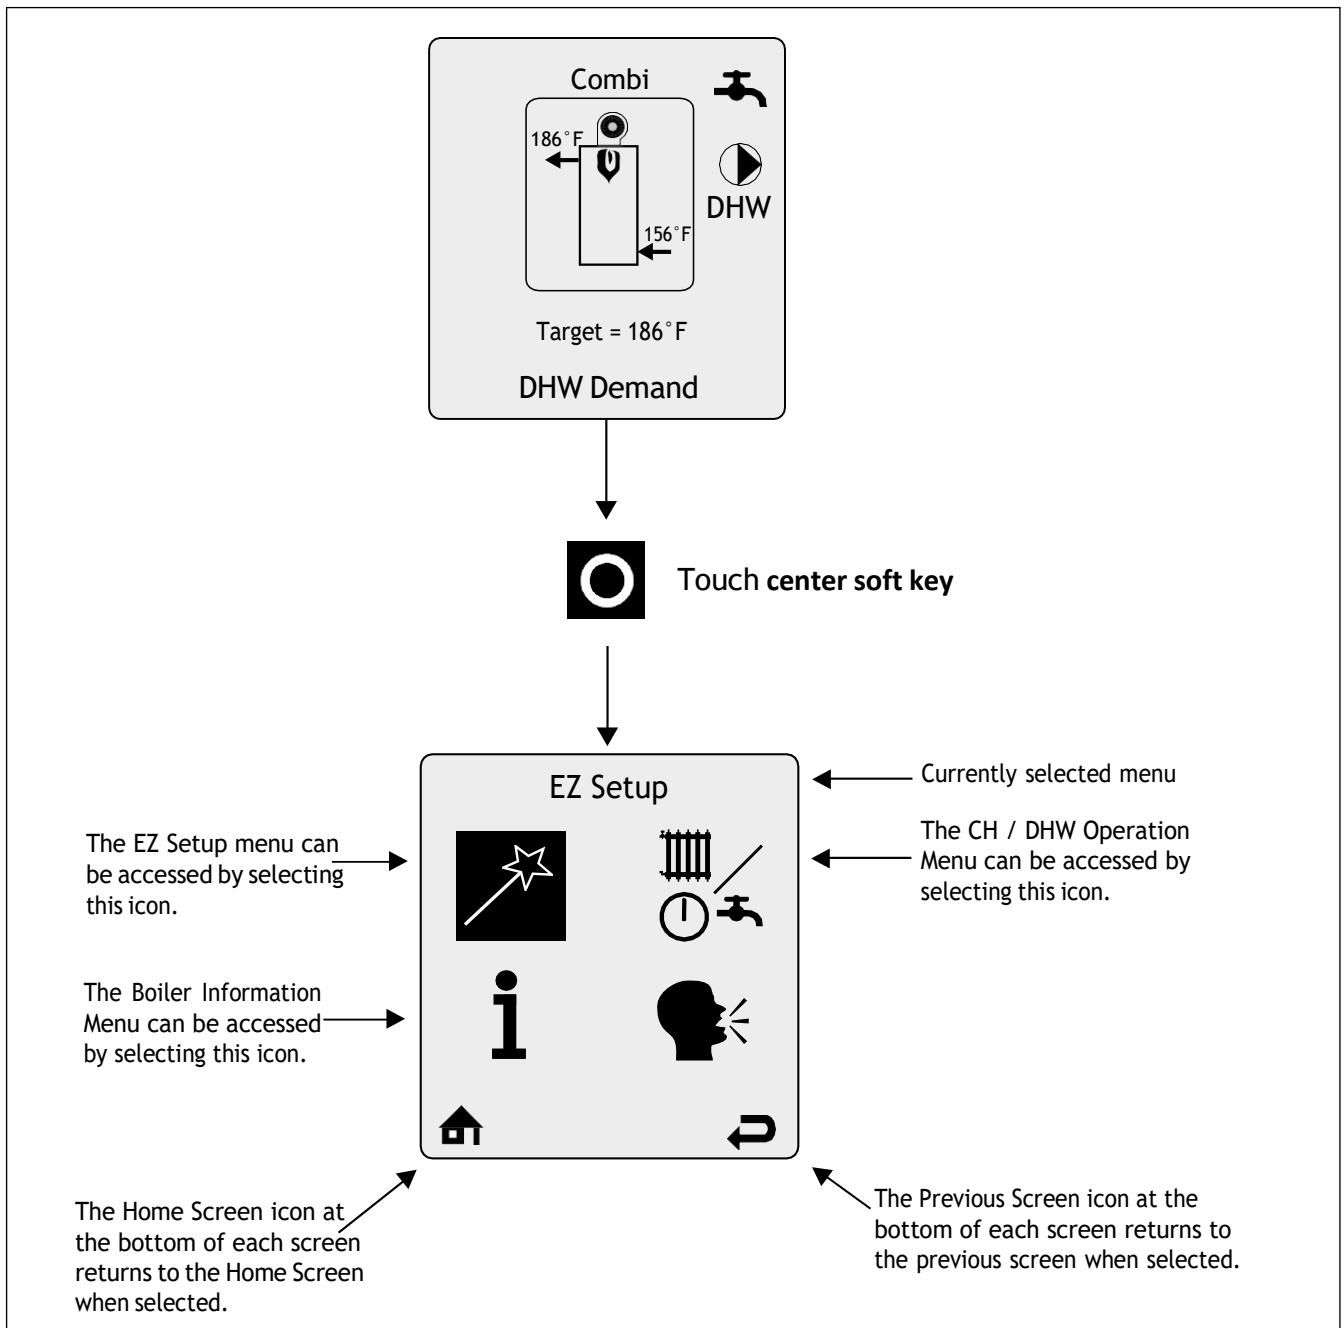 Combi
186°F
DHW
156°F
Target = 186°F
DHW Demand
Touch center soft key
EZ Setup
Currently selected menu
The EZ Setup menu can
be accessed by selecting
this icon.
The CH / DHW Operation
Menu can be accessed by
selecting this icon.
The Boiler Information
Menu can be accessed
by selecting this icon.
The Home Screen icon at
the bottom of each screen
returns to the Home Screen
when selected.
The Previous Screen icon at the
bottom of each screen returns to
the previous screen when selected.